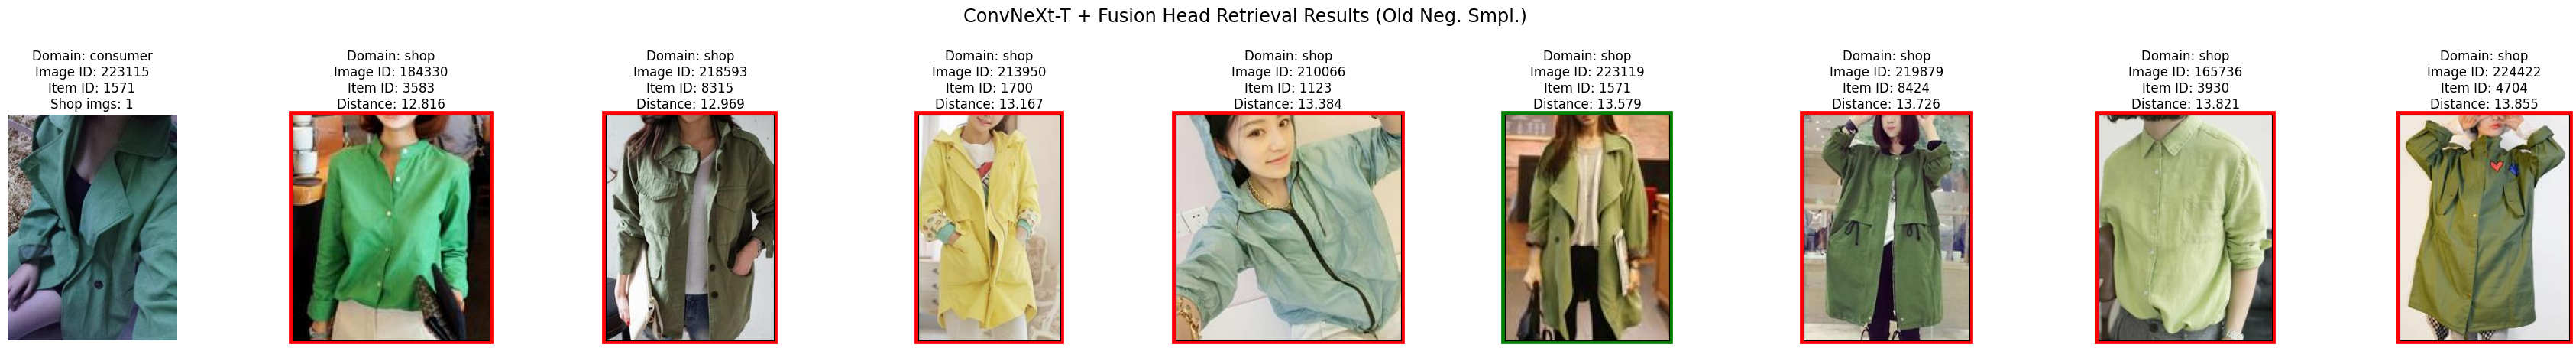 ConvNeXt-T + Fusion Head Retrieval Results (Old Neg. Smpl.)
Domain: consumer
Image ID: 223115
Item ID: 1571
Shop imgs: 1
Domain: shop
Image ID: 184330
Item ID: 3583
Distance: 12.816
Domain: shop
Image ID: 218593
Item ID: 8315
Distance: 12.969
Domain: shop
Image ID: 213950
Item ID: 1700
Distance: 13.167
Domain: shop
Image ID: 210066
Item ID: 1123
Distance: 13.384
Domain: shop
Image ID: 223119
Item ID: 1571
Distance: 13.579
Domain: shop
Image ID: 219879
Item ID: 8424
Distance: 13.726
Domain: shop
Image ID: 165736
Item ID: 3930
Distance: 13.821
Domain: shop
Image ID: 224422
Item ID: 4704
Distance: 13.855